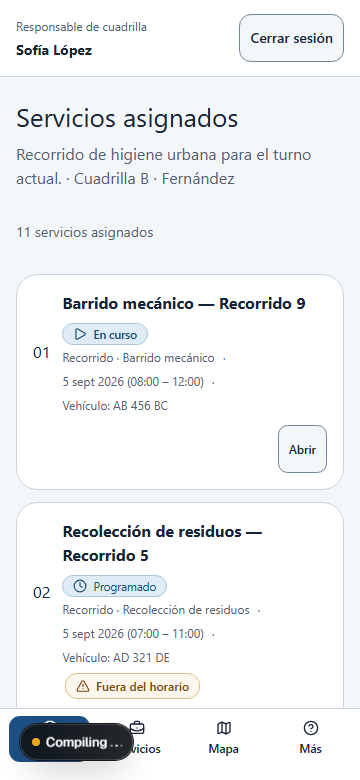 Responsable de cuadrilla
Sofía López
Cerrar sesión
Servicios asignados
Recorrido de higiene urbana para el turno
actual. · Cuadrilla B · Fernández
11 servicios asignados
01
Barrido mecánico — Recorrido 9
En curso
Recorrido · Barrido mecánico ·
5 sept 2026 (08:00 – 12:00) ·
Vehículo: AB 456 BC
Abrir
02
Recolección de residuos —
Recorrido 5
Programado
Recorrido · Recolección de residuos ·
5 sept 2026 (07:00 – 11:00) ·
Vehículo: AD 321 DE
Fuera del horario
Compiling ...
Mapa
Más